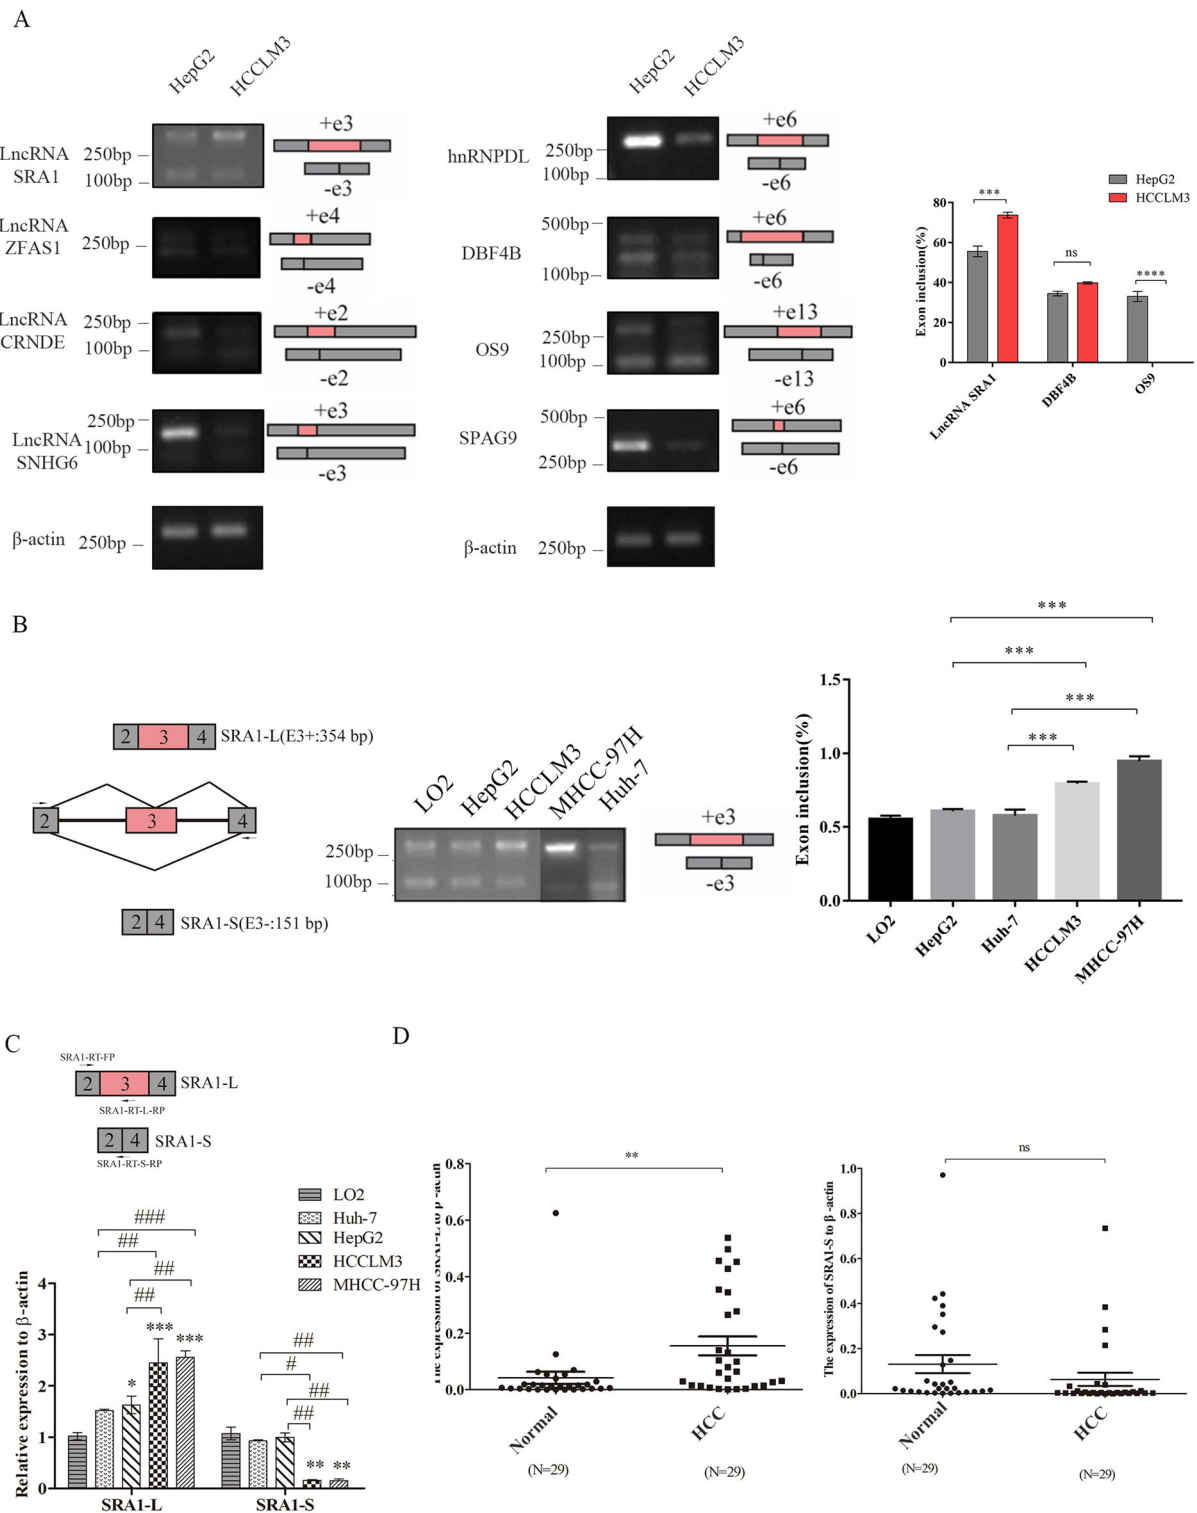 A
HepG2
HCCLM3
LncRNA
SRA1
250bp
100bp
+e3
-e3
LncRNA
ZFAS1
250bp
+e4
-e4
LncRNA
CRNDE
250bp
100bp
+e2
-e2
LncRNA
SNHG6
250bp
100bp
+e3
-e3
β-actin
250bp
HepG2
HCCLM3
hnRNPDL
250bp
100bp
+e6
-e6
DBF4B
500bp
100bp
+e6
-e6
OS9
250bp
100bp
+e13
-e13
SPAG9
500bp
250bp
+e6
-e6
β-actin
250bp
HepG2
HCCLM3
Exon inclusion(%)
80
60
40
20
0
***
ns
****
LncRNA SRA1
DBF4B
OS9
B
2 3 4 SRA1-L(E3+:354 bp)
2 3 4
2 4 SRA1-S(E3-:151 bp)
LO2
HepG2
HCCLM3
MHCC-97H
Huh-7
250bp
100bp
+e3
-e3
Exon inclusion(%)
1.5
1.0
0.5
0.0
***
***
***
***
LO2
HepG2
Huh-7
HCCLM3
MHCC-97H
C
SRA1-RT-FP
2 3 4 SRA1-L
SRA1-RT-L-RP
2 4 SRA1-S
SRA1-RT-S-RP
LO2
Huh-7
HepG2
HCCLM3
MHCC-97H
Relative expression to β-actin
4
3
2
1
0
###
##
##
##
*
***
***
##
#
##
##
**
**
SRA1-L
SRA1-S
D
expression of SRA1-L to β-actin
0.8
0.6
0.4
0.2
0.0
**
Normal
HCC
(N=29)
(N=29)
The expression of SRA1-S to β-actin
1.0
0.8
0.6
0.4
0.2
0.0
ns
Normal
HCC
(N=29)
(N=29)